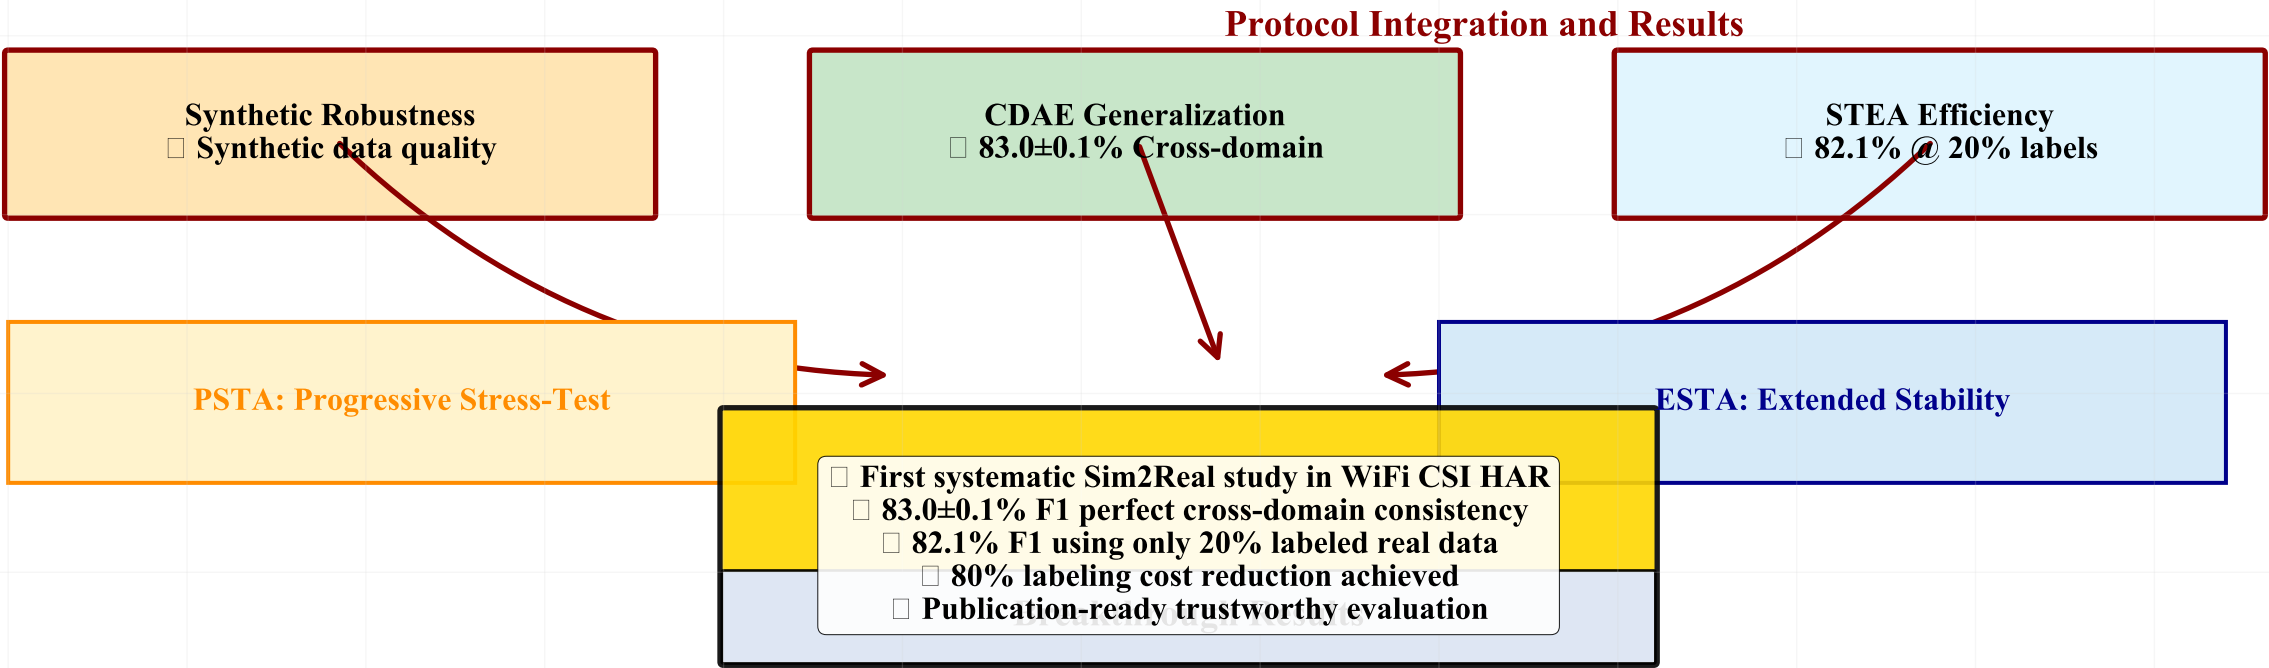 Protocol Integration and Results
Synthetic Robustness
▯ Synthetic data quality
CDAE Generalization
▯ 83.0±0.1% Cross-domain
STEA Efficiency
▯ 82.1% @ 20% labels
PSTA: Progressive Stress-Test
ESTA: Extended Stability
▯ First systematic Sim2Real study in WiFi CSI HAR
▯ 83.0±0.1% F1 perfect cross-domain consistency
▯ 82.1% F1 using only 20% labeled real data
▯ 80% labeling cost reduction achieved
▯ Publication-ready trustworthy evaluation
Breakthrough Results